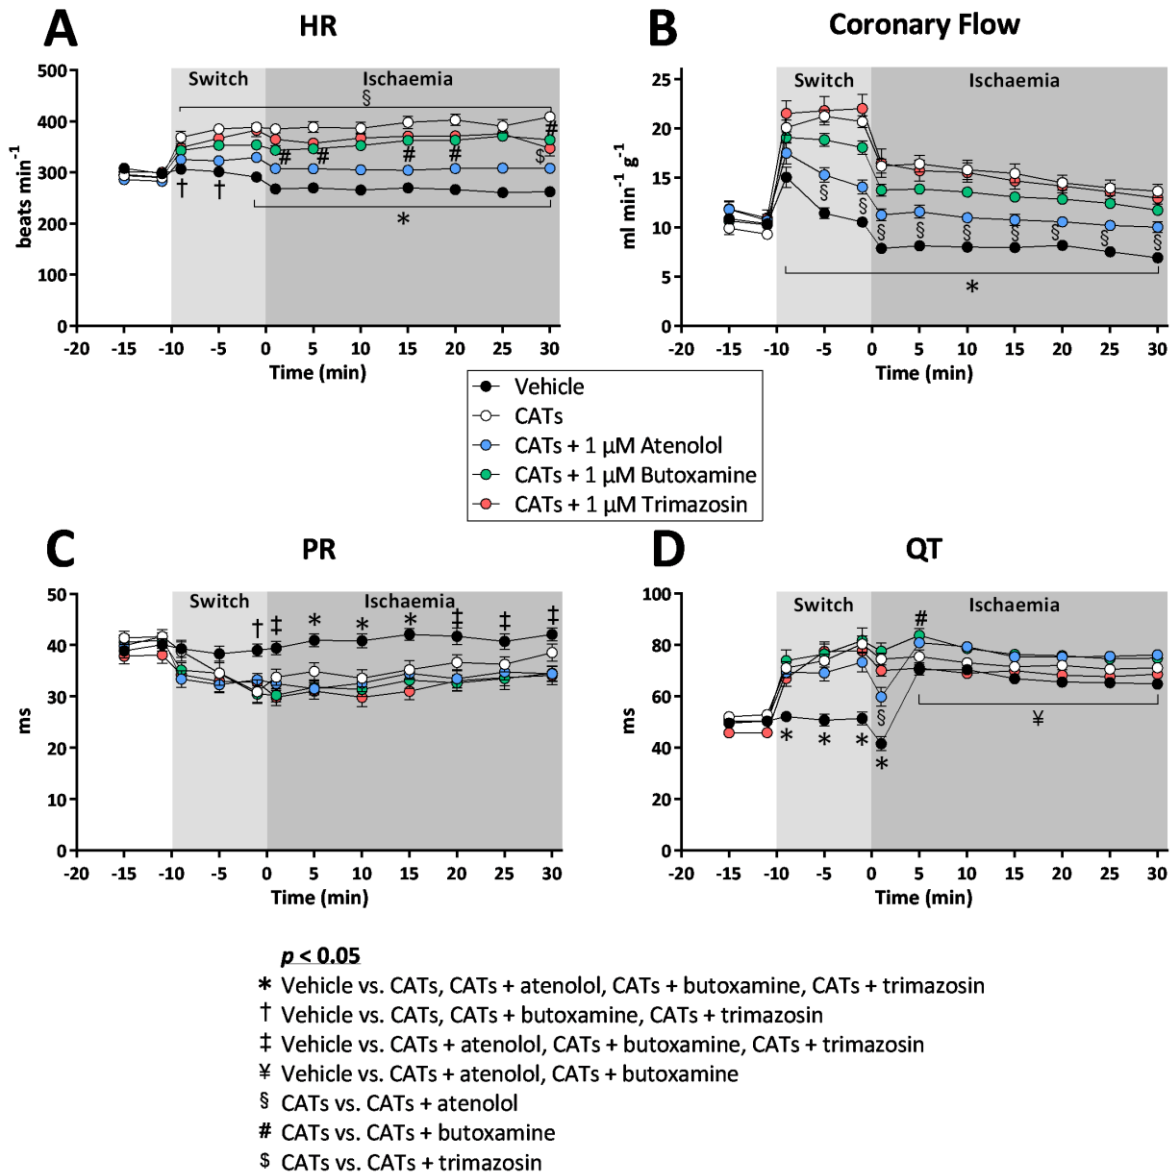 A
HR
500
400
300
200
100
0
beats min⁻¹
Switch
Ischaemia
§
#
#
#
#
#
$
†
†
*
-20 -15 -10 -5 0 5 10 15 20 25 30
Time (min)
B
Coronary Flow
25
20
15
10
5
0
ml min⁻¹ g⁻¹
Switch
Ischaemia
§
§
§
§
§
§
§
§
§
*
-20 -15 -10 -5 0 5 10 15 20 25 30
Time (min)
Vehicle
CATs
CATs + 1 µM Atenolol
CATs + 1 µM Butoxamine
CATs + 1 µM Trimazosin
C
PR
50
40
30
20
10
0
ms
Switch
Ischaemia
† ‡ * * * ‡ ‡ ‡
-20 -15 -10 -5 0 5 10 15 20 25 30
Time (min)
D
QT
100
80
60
40
20
0
ms
Switch
Ischaemia
#
§
* * * *
¥
-20 -15 -10 -5 0 5 10 15 20 25 30
Time (min)
p < 0.05
* Vehicle vs. CATs, CATs + atenolol, CATs + butoxamine, CATs + trimazosin
† Vehicle vs. CATs, CATs + butoxamine, CATs + trimazosin
‡ Vehicle vs. CATs + atenolol, CATs + butoxamine, CATs + trimazosin
¥ Vehicle vs. CATs + atenolol, CATs + butoxamine
§ CATs vs. CATs + atenolol
# CATs vs. CATs + butoxamine
$ CATs vs. CATs + trimazosin